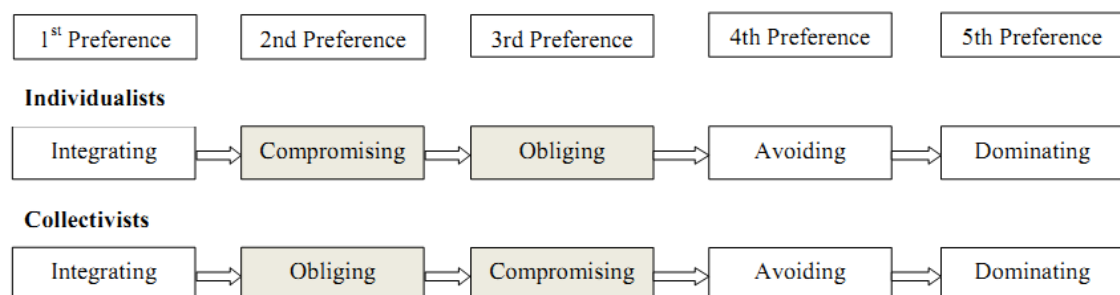 1st Preference 2nd Preference 3rd Preference 4th Preference 5th Preference
Individualists
Integrating Compromising Obliging Avoiding Dominating
Collectivists
Integrating Obliging Compromising Avoiding Dominating